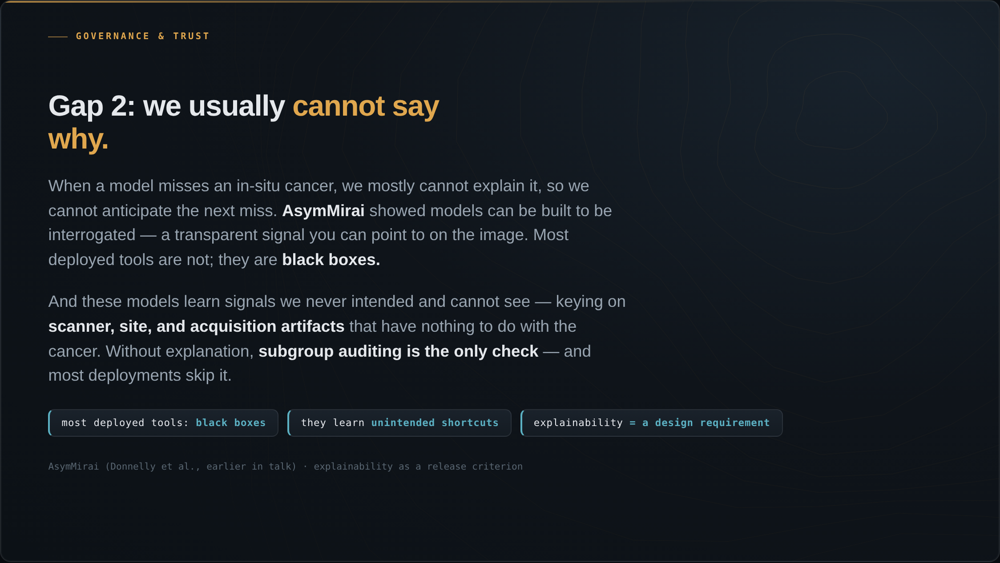 GOVERNANCE & TRUST
Gap 2: we usually cannot say
why.
When a model misses an in-situ cancer, we mostly cannot explain it, so we
cannot anticipate the next miss. AsymMirai showed models can be built to be
interrogated — a transparent signal you can point to on the image. Most
deployed tools are not; they are black boxes.
And these models learn signals we never intended and cannot see — keying on
scanner, site, and acquisition artifacts that have nothing to do with the
cancer. Without explanation, subgroup auditing is the only check — and
most deployments skip it.
most deployed tools: black boxes
they learn unintended shortcuts
explainability = a design requirement
AsymMirai (Donnelly et al., earlier in talk) · explainability as a release criterion